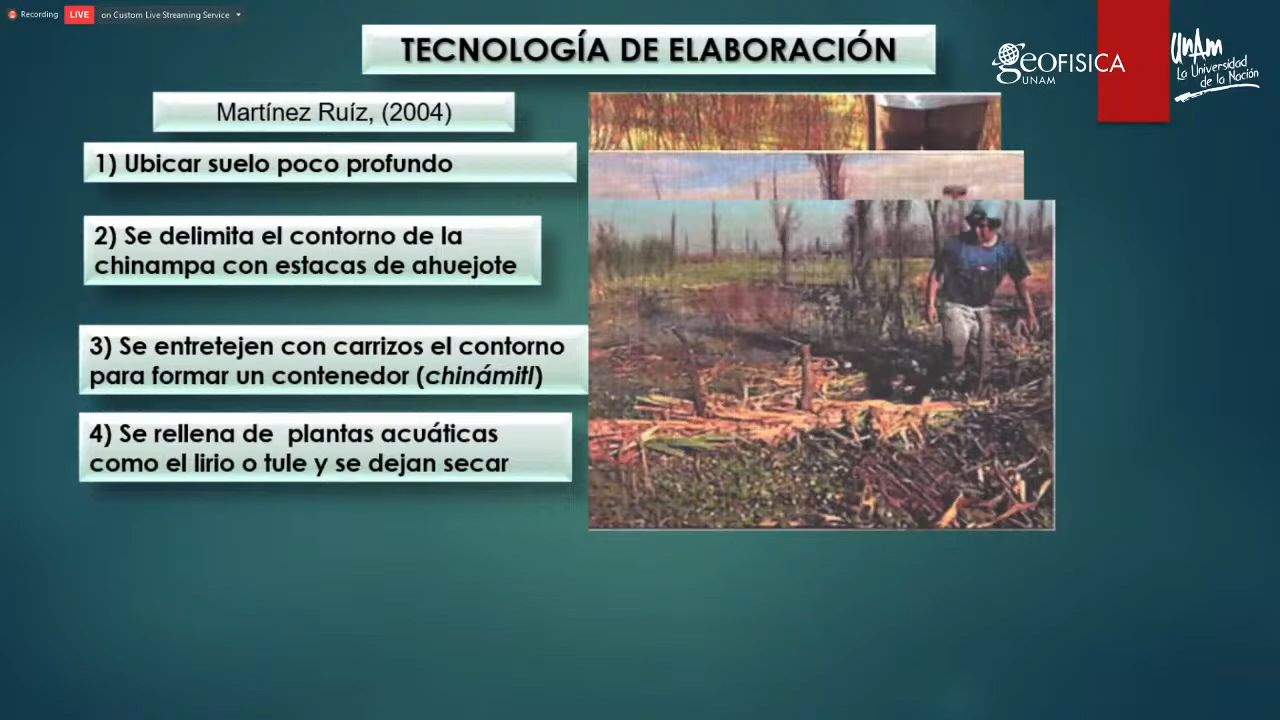 Recording LIVE on Custom Live Streaming Service
TECNOLOGÍA DE ELABORACIÓN
GEOFISICA
UNAM
UnAm
La Universidad
de la Nación
Martínez Ruíz, (2004)
1) Ubicar suelo poco profundo
2) Se delimita el contorno de la
chinampa con estacas de ahuejote
3) Se entretejen con carrizos el contorno
para formar un contenedor (chinámitl)
4) Se rellena de plantas acuáticas
como el lirio o tule y se dejan secar